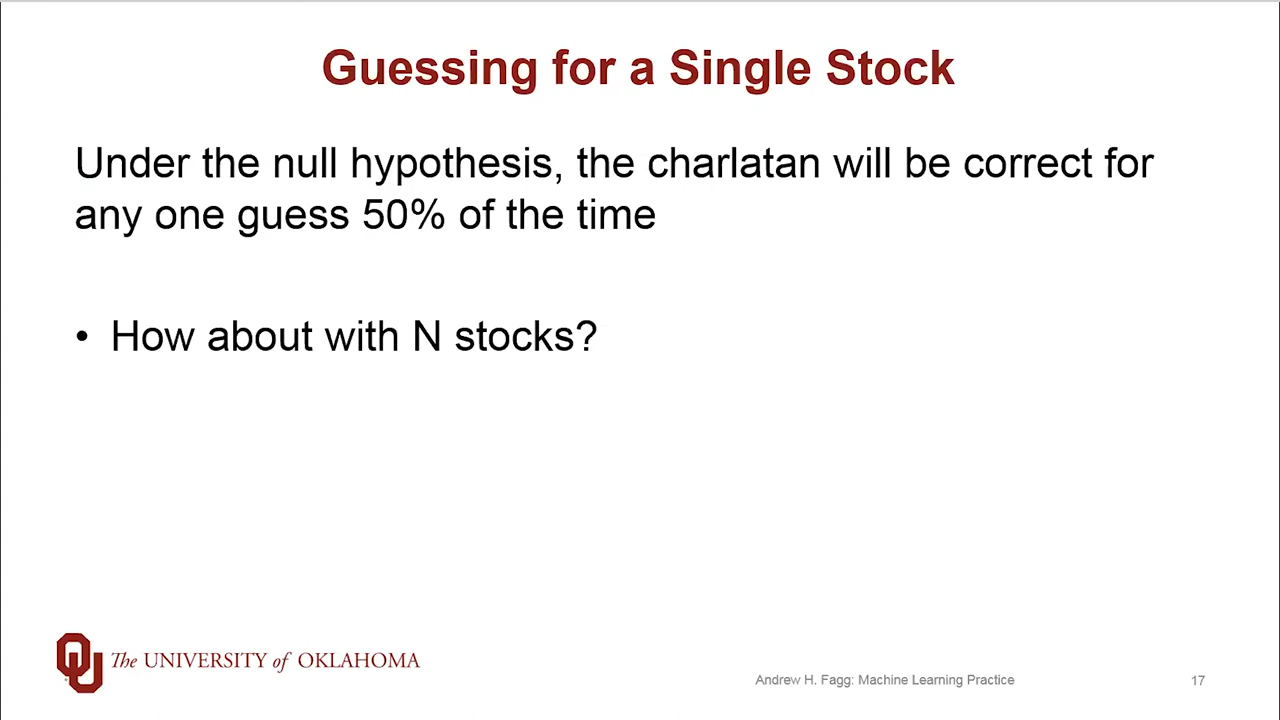 Guessing for a Single Stock
Under the null hypothesis, the charlatan will be correct for
any one guess 50% of the time
• How about with N stocks?
The UNIVERSITY of OKLAHOMA
Andrew H. Fagg: Machine Learning Practice
17